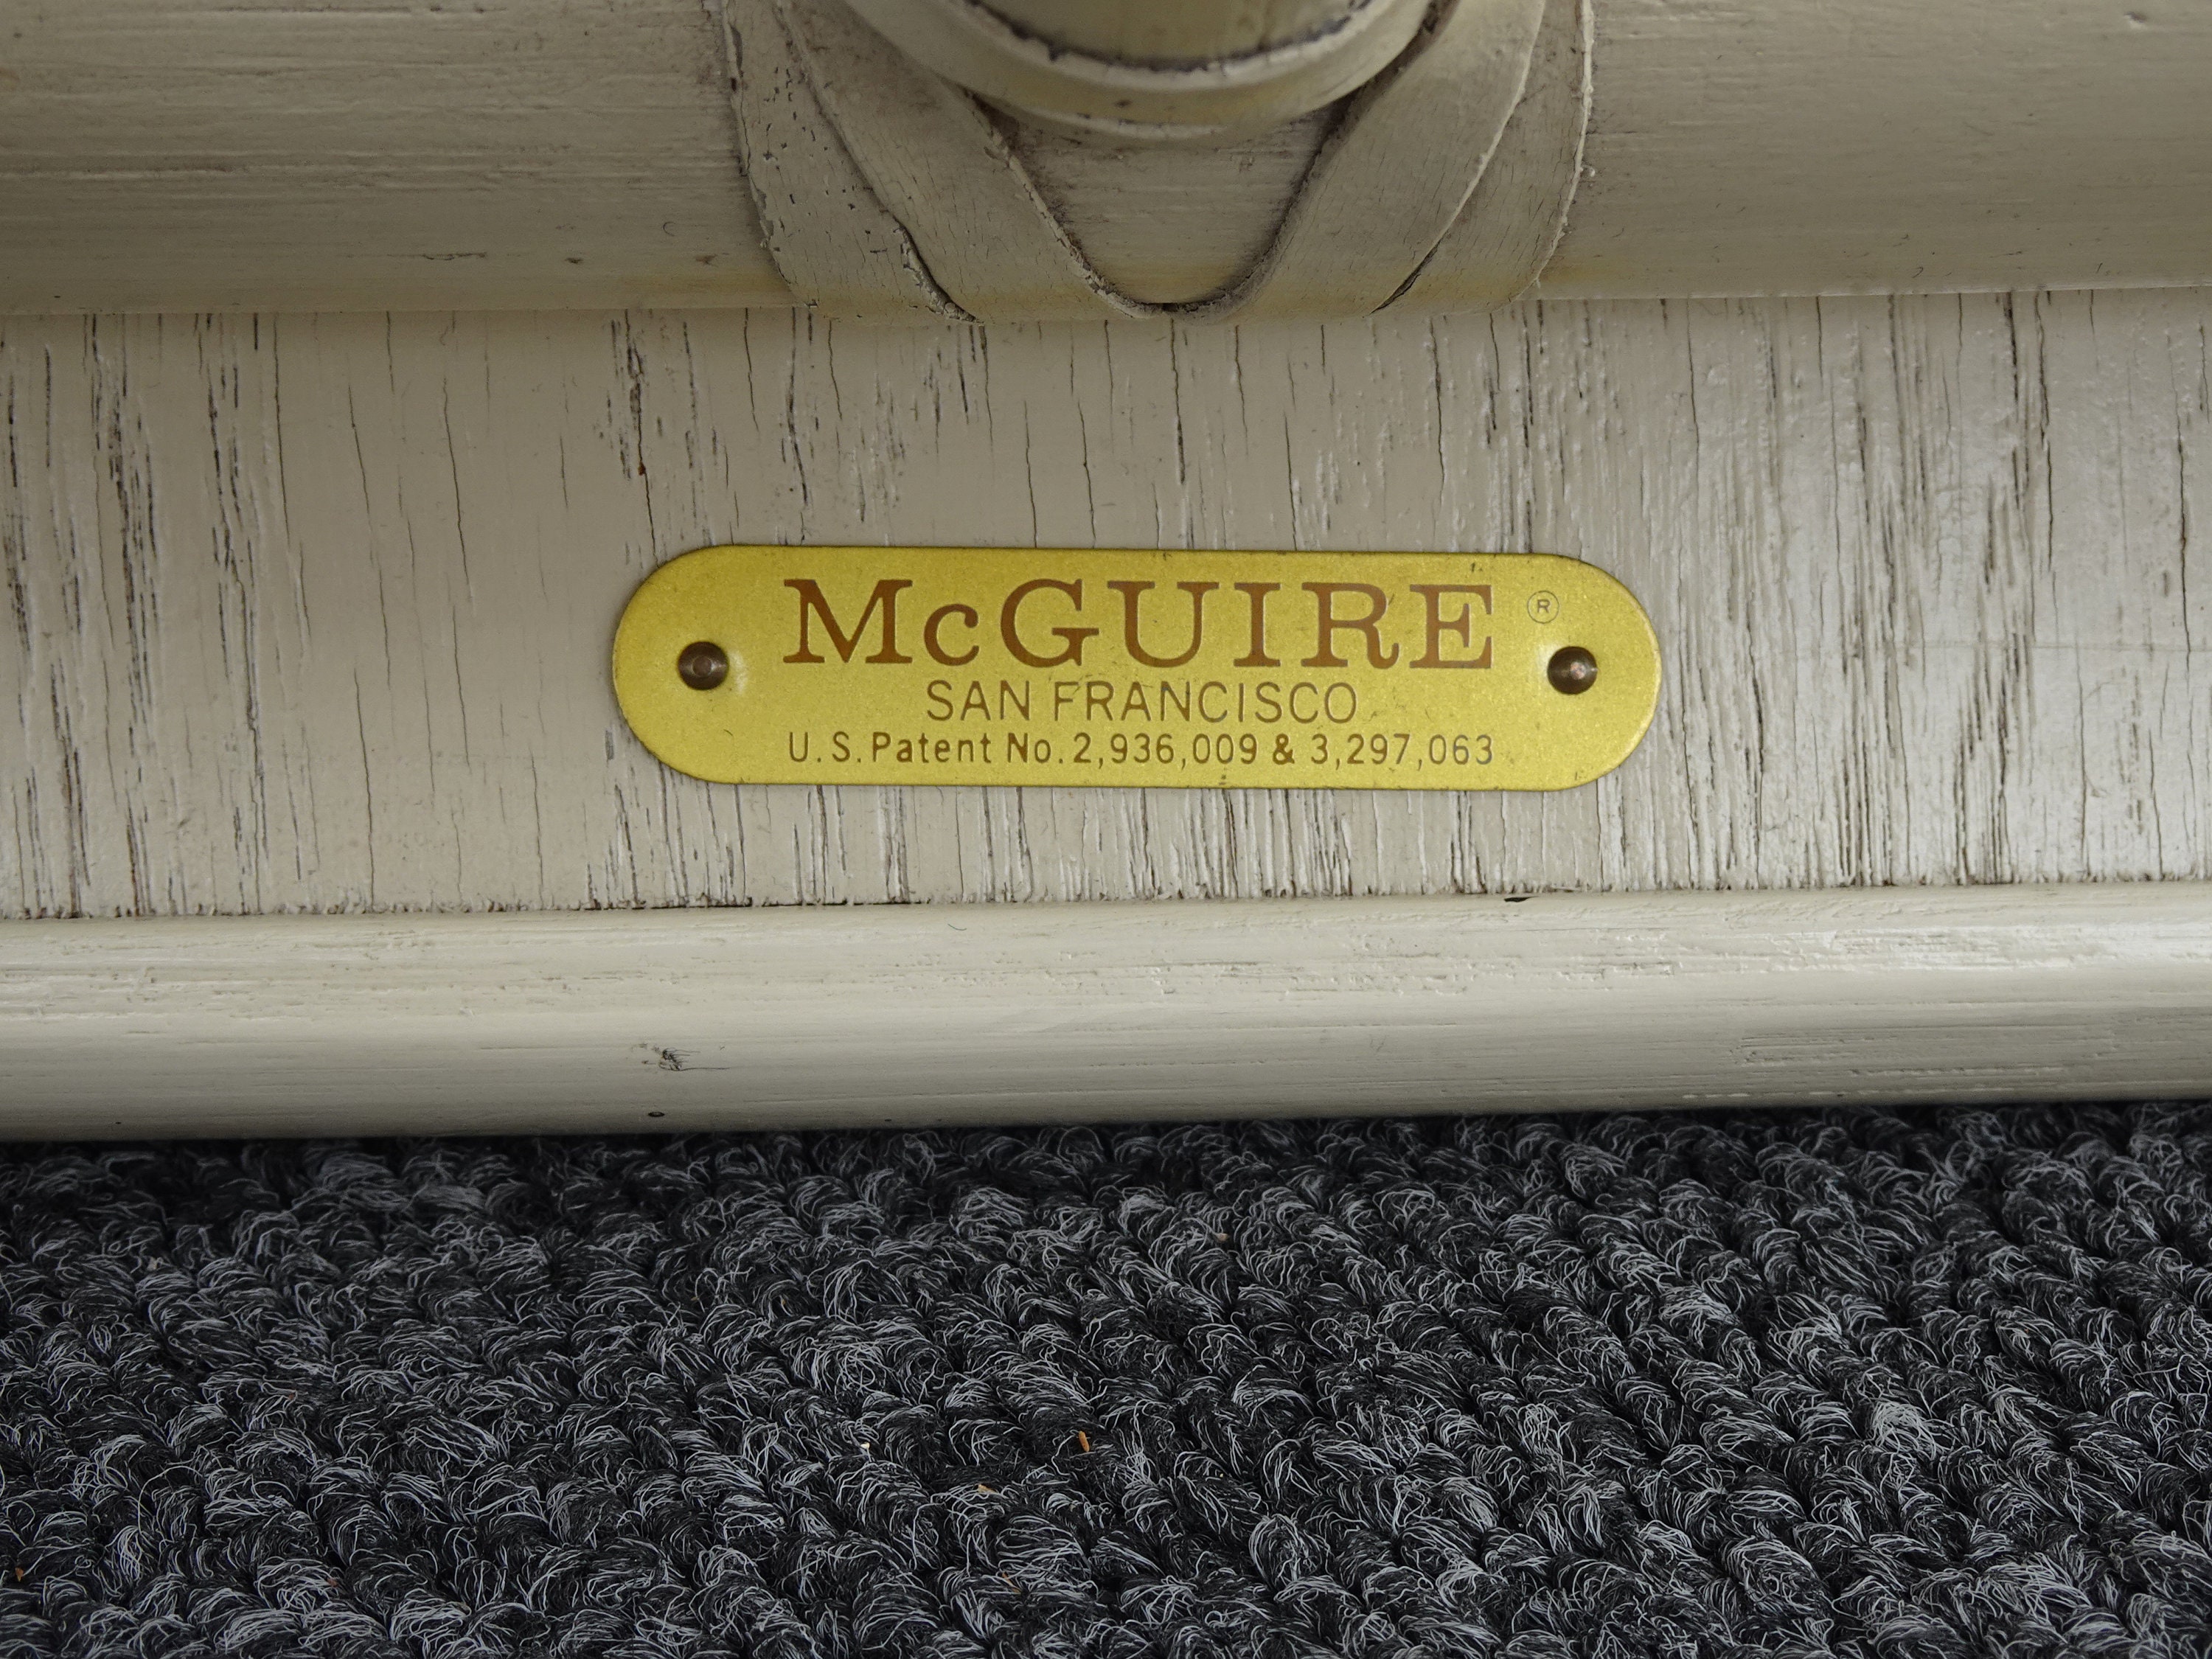 McGUIRE ®
SAN FRANCISCO
U.S. Patent No. 2,936,009 & 3,297,063